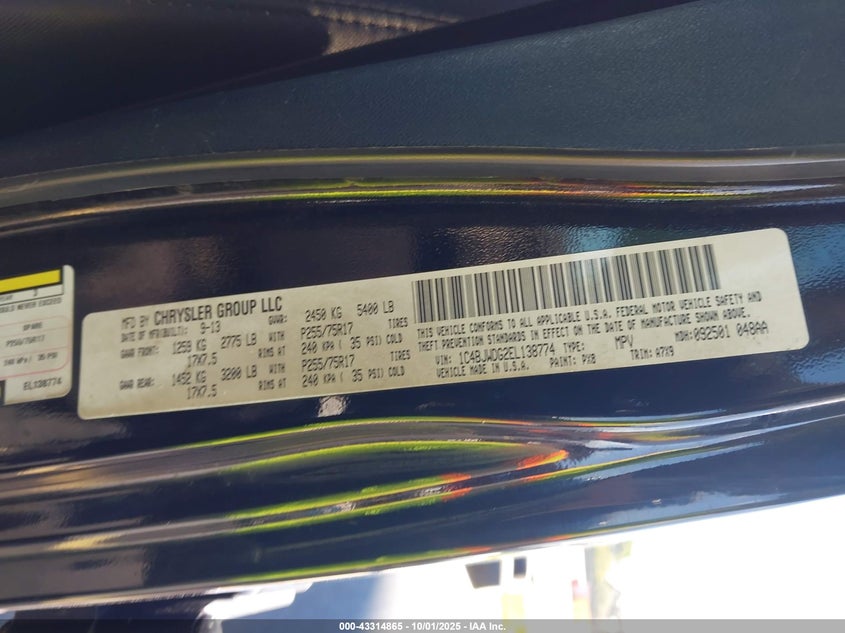 SPARE
P255/75R17
240 KPA ( 35 PSI)
EL138774
MFD BY CHRYSLER GROUP LLC
DATE OF MFR(BUILT): 9-13 GVWR: 2450 KG 5400 LB
GAWR FRONT: 1259 KG 2775 LB WITH P255/75R17 TIRES
17X7.5 RIMS AT 240 KPA ( 35 PSI) COLD
GAWR REAR: 1452 KG 3200 LB WITH P255/75R17 TIRES
17X7.5 RIMS AT 240 KPA ( 35 PSI) COLD
THIS VEHICLE CONFORMS TO ALL APPLICABLE U.S.A. FEDERAL MOTOR VEHICLE SAFETY AND
THEFT PREVENTION STANDARDS IN EFFECT ON THE DATE OF MANUFACTURE SHOWN ABOVE.
VIN: 1C4BJWDG2EL138774 TYPE: MPV MDH: 092501 048AA
VEHICLE MADE IN U.S.A. PAINT: PX8 TRIM: A7X9
000-43314865 - 10/01/2025 - IAA Inc.